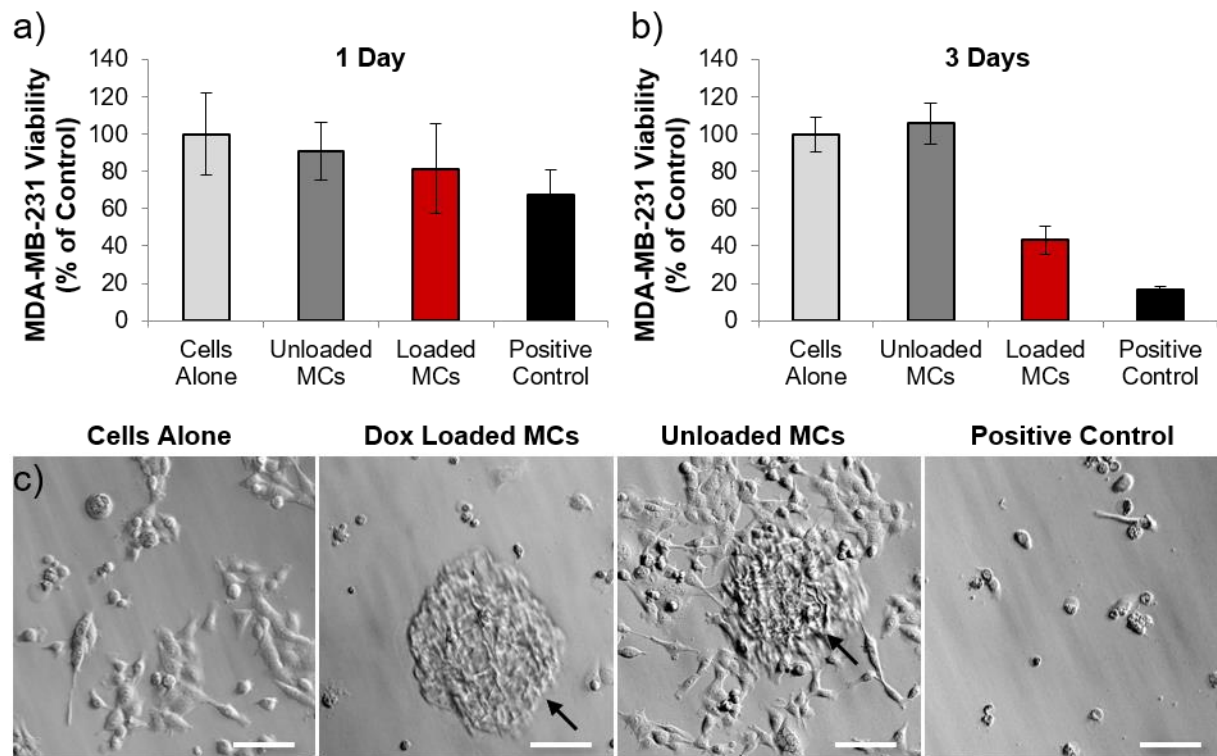 a)
1 Day
MDA-MB-231 Viability
(% of Control)
140
120
100
80
60
40
20
0
Cells
Alone
Unloaded
MCs
Loaded
MCs
Positive
Control
b)
3 Days
MDA-MB-231 Viability
(% of Control)
140
120
100
80
60
40
20
0
Cells
Alone
Unloaded
MCs
Loaded
MCs
Positive
Control
Cells Alone
Dox Loaded MCs
Unloaded MCs
Positive Control
c)